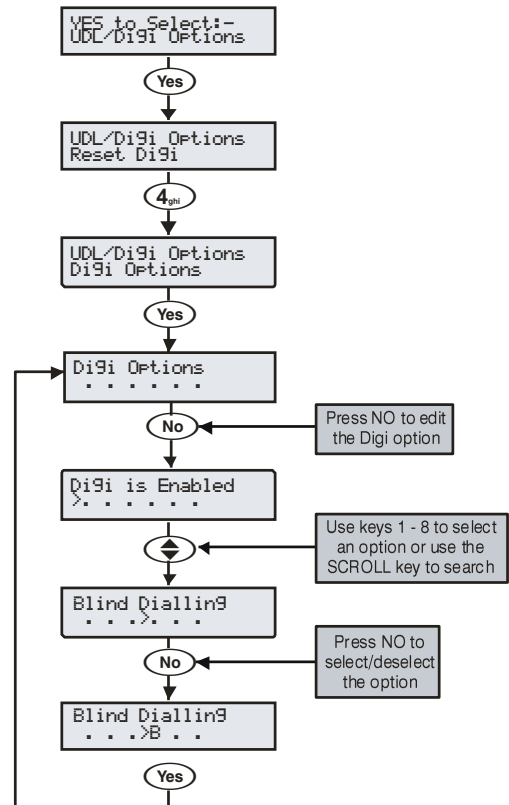 YES to Select:-
UDL/Digi Options
Yes
UDL/Digi Options
Reset Digi
4ghi
UDL/Digi Options
Digi Options
Yes
Digi Options
. . . . . .
No
Press NO to edit
the Digi option
Digi is Enabled
>. . . . . .
Use keys 1 - 8 to select
an option or use the
SCROLL key to search
Blind Dialling
. . .>. . .
No
Press NO to
select/deselect
the option
Blind Dialling
. . .>B . .
Yes